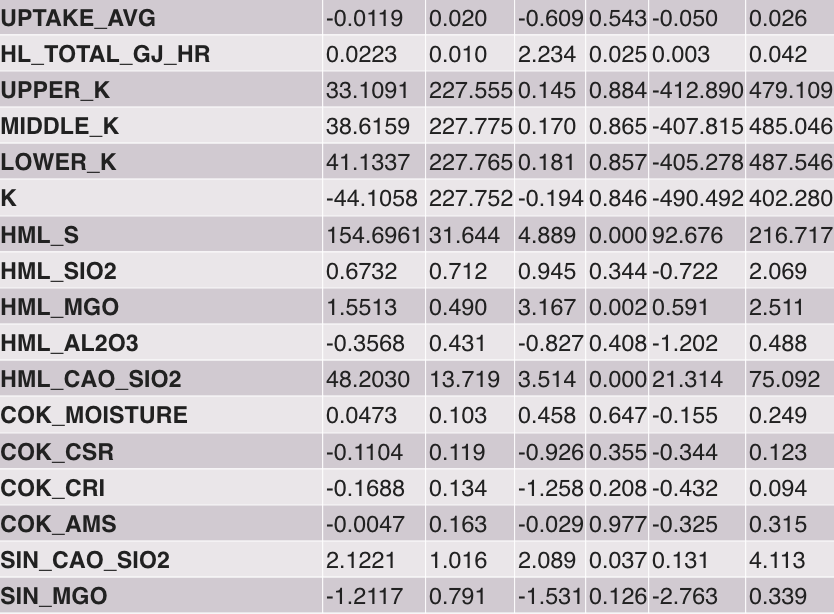 UPTAKE_AVG -0.0119 0.020 -0.609 0.543 -0.050 0.026
HL_TOTAL_GJ_HR 0.0223 0.010 2.234 0.025 0.003 0.042
UPPER_K 33.1091 227.555 0.145 0.884 -412.890 479.109
MIDDLE_K 38.6159 227.775 0.170 0.865 -407.815 485.046
LOWER_K 41.1337 227.765 0.181 0.857 -405.278 487.546
K -44.1058 227.752 -0.194 0.846 -490.492 402.280
HML_S 154.6961 31.644 4.889 0.000 92.676 216.717
HML_SIO2 0.6732 0.712 0.945 0.344 -0.722 2.069
HML_MGO 1.5513 0.490 3.167 0.002 0.591 2.511
HML_AL2O3 -0.3568 0.431 -0.827 0.408 -1.202 0.488
HML_CAO_SIO2 48.2030 13.719 3.514 0.000 21.314 75.092
COK_MOISTURE 0.0473 0.103 0.458 0.647 -0.155 0.249
COK_CSR -0.1104 0.119 -0.926 0.355 -0.344 0.123
COK_CRI -0.1688 0.134 -1.258 0.208 -0.432 0.094
COK_AMS -0.0047 0.163 -0.029 0.977 -0.325 0.315
SIN_CAO_SIO2 2.1221 1.016 2.089 0.037 0.131 4.113
SIN_MGO -1.2117 0.791 -1.531 0.126 -2.763 0.339